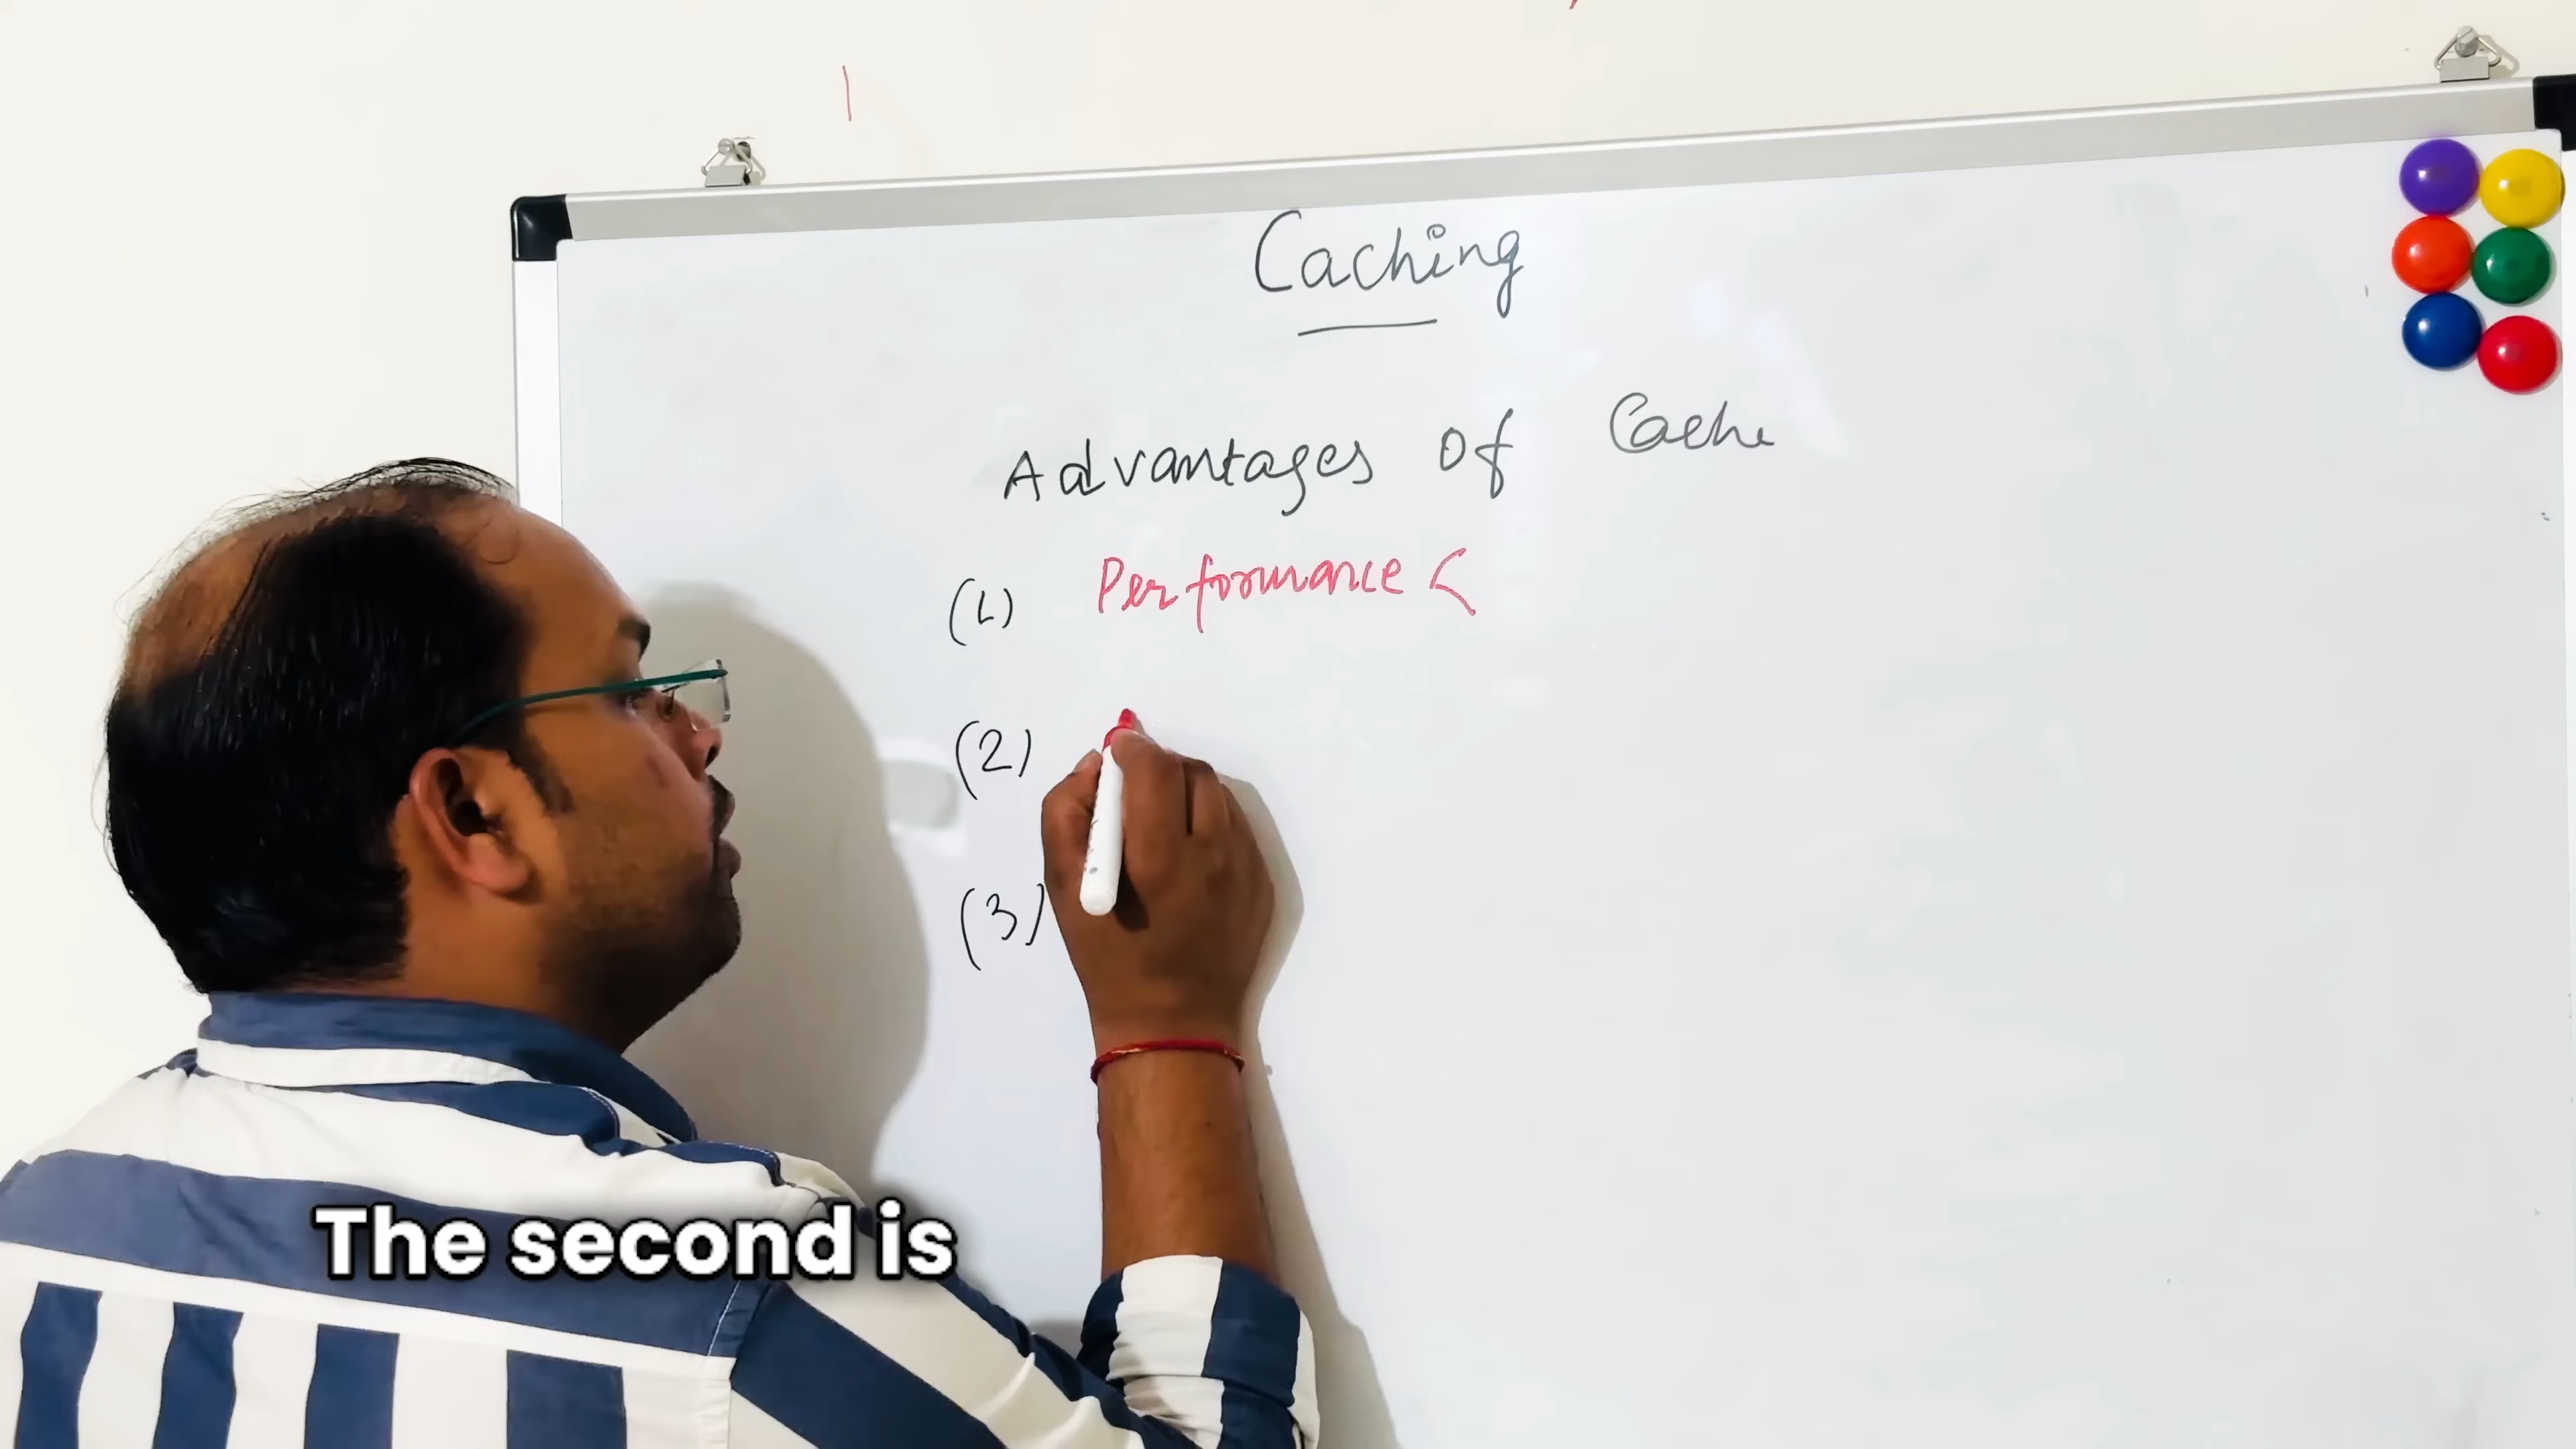 Caching
Advantages of Cache
(1) Performance <
(2)
(3)
The second is